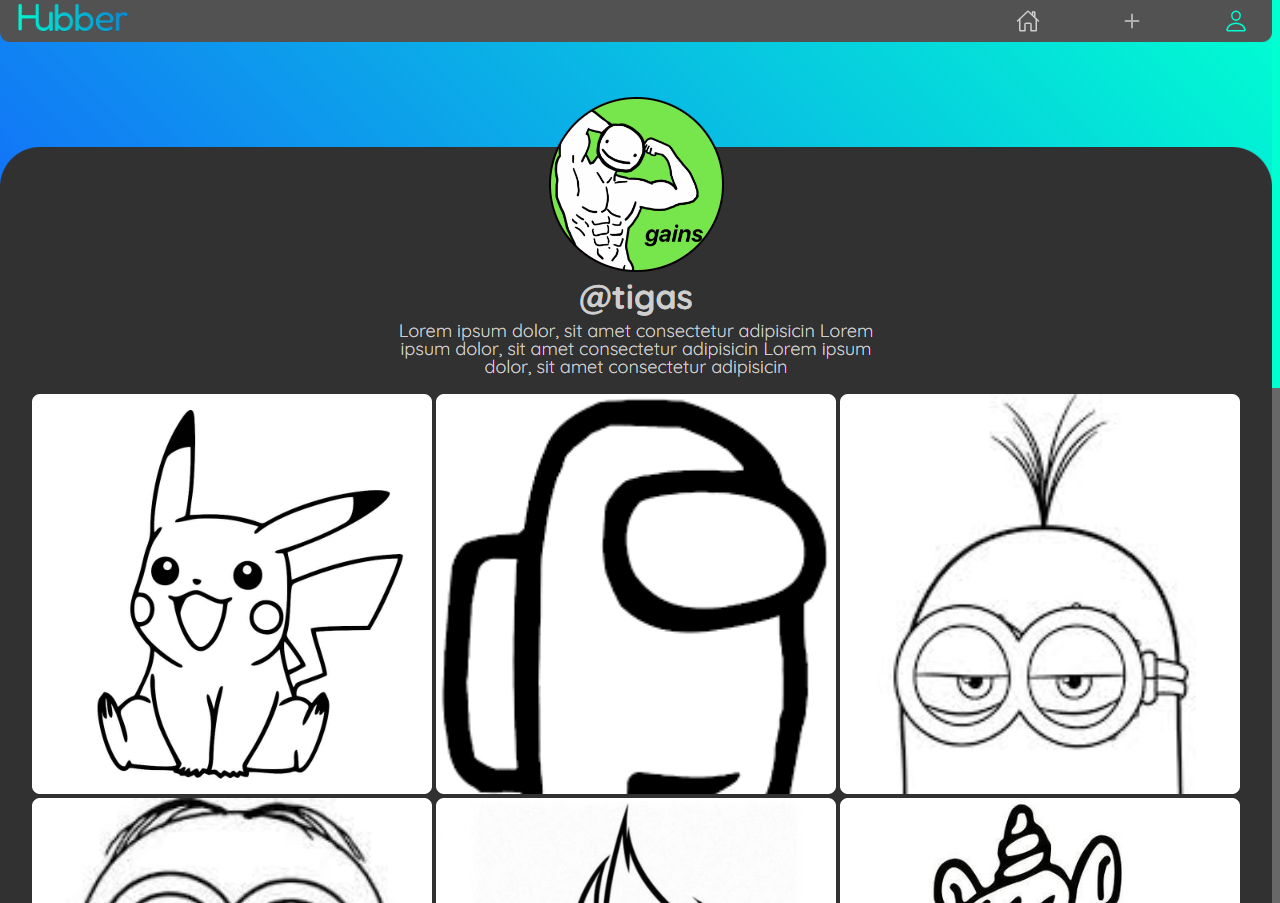 Hubber
gains
@tigas
Lorem ipsum dolor, sit amet consectetur adipisicin Lorem
ipsum dolor, sit amet consectetur adipisicin Lorem ipsum
dolor, sit amet consectetur adipisicin